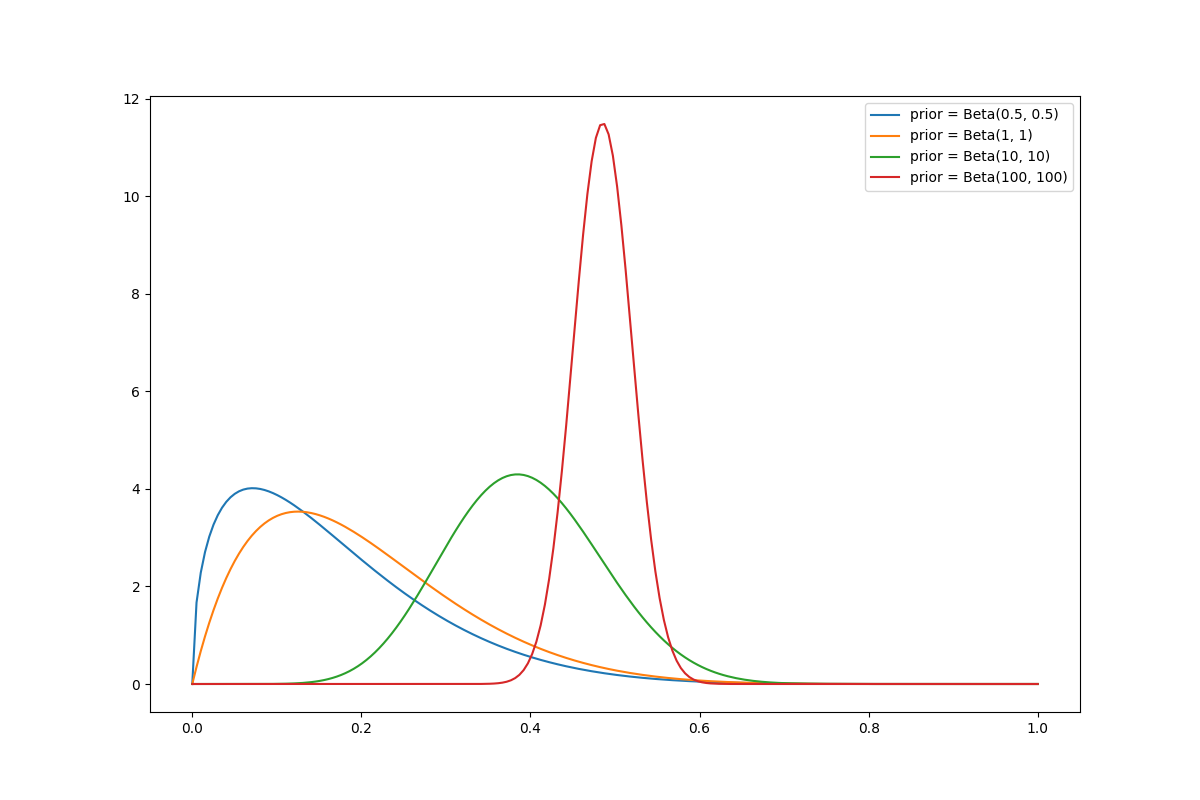 12
10
8
6
4
2
0
0.0 0.2 0.4 0.6 0.8 1.0
prior = Beta(0.5, 0.5)
prior = Beta(1, 1)
prior = Beta(10, 10)
prior = Beta(100, 100)